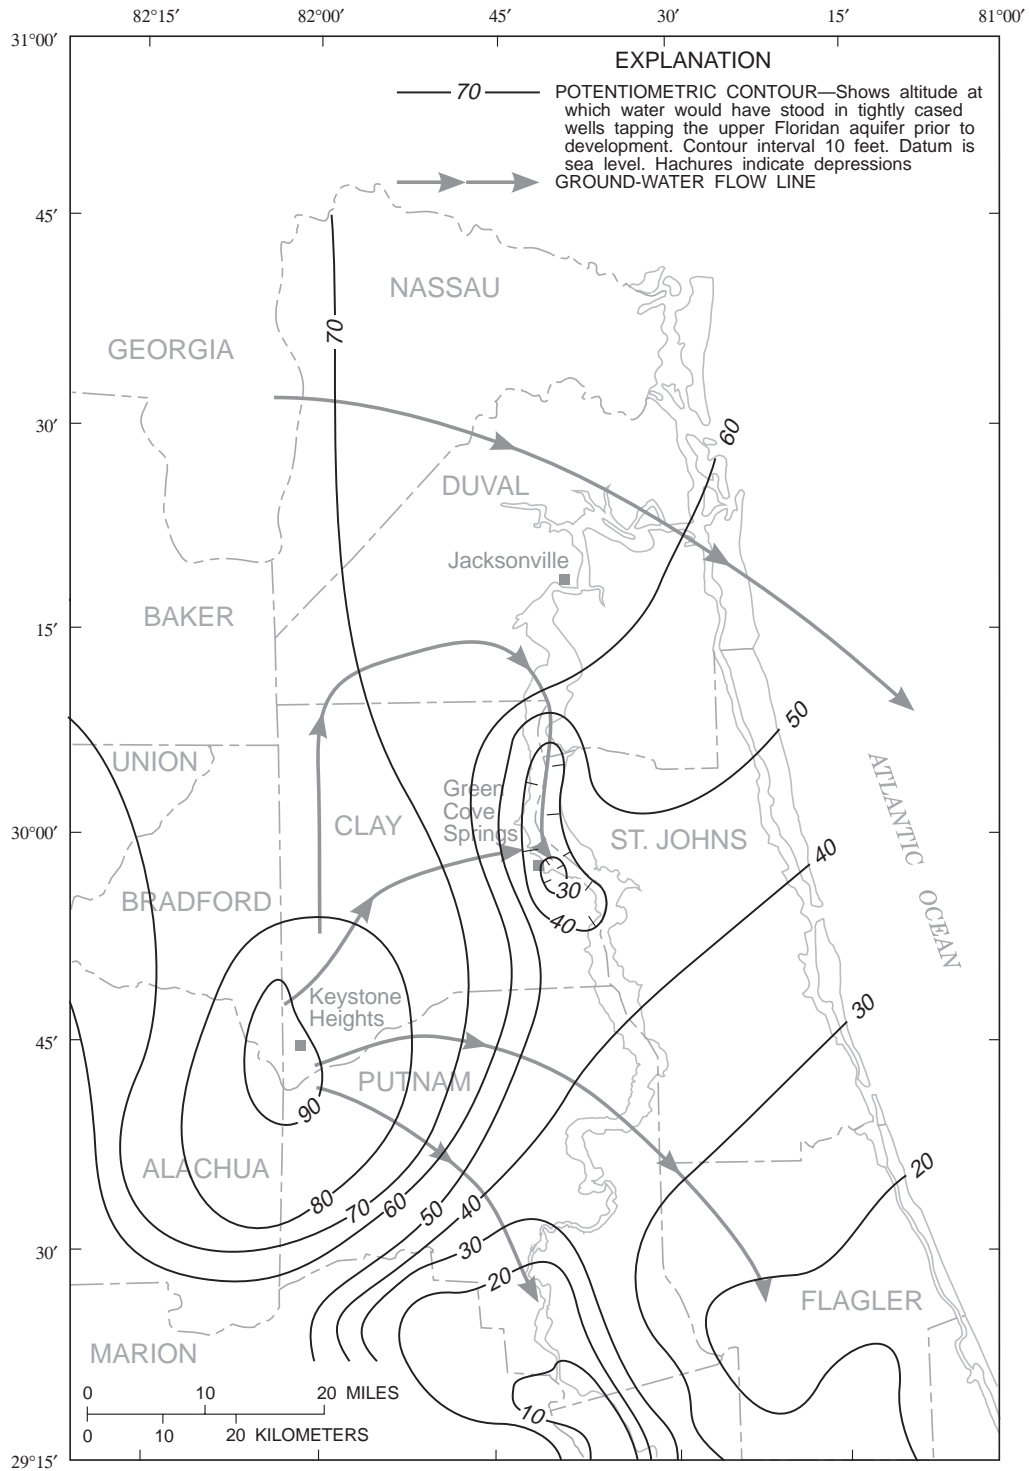 82°15′ 82°00′ 45′ 30′ 15′ 81°00′
31°00′
EXPLANATION
70
POTENTIOMETRIC CONTOUR—Shows altitude at
which water would have stood in tightly cased
wells tapping the upper Floridan aquifer prior to
development. Contour interval 10 feet. Datum is
sea level. Hachures indicate depressions
GROUND-WATER FLOW LINE
45′
NASSAU
70
GEORGIA
30′
60
DUVAL
Jacksonville
BAKER
15′
50
UNION
ATLANTIC OCEAN
Green
Cove
Springs
CLAY
30°00′
ST. JOHNS
40
30
BRADFORD
40
Keystone
Heights
30
45′
PUTNAM
90
ALACHUA
20
80
70
60
50
40
30
30′
20
FLAGLER
MARION
0 10 20 MILES
10
0 10 20 KILOMETERS
29°15′